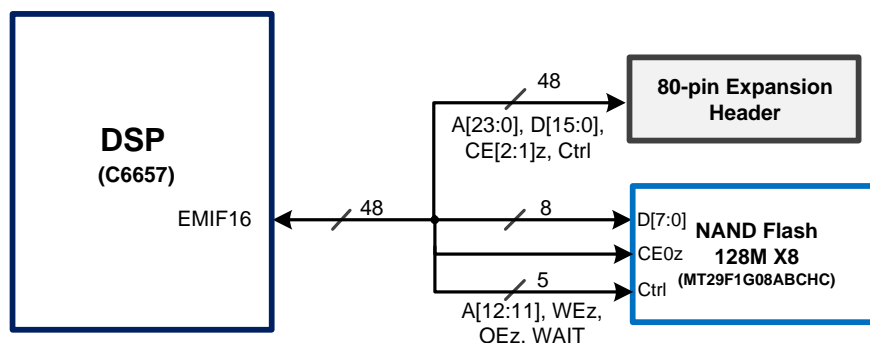 DSP
(C6657)
EMIF16
48
48
A[23:0], D[15:0],
CE[2:1]z, Ctrl
80-pin Expansion
Header
8
5
A[12:11], WEz,
OEz, WAIT
D[7:0]
CE0z
Ctrl
NAND Flash
128M X8
(MT29F1G08ABCHC)